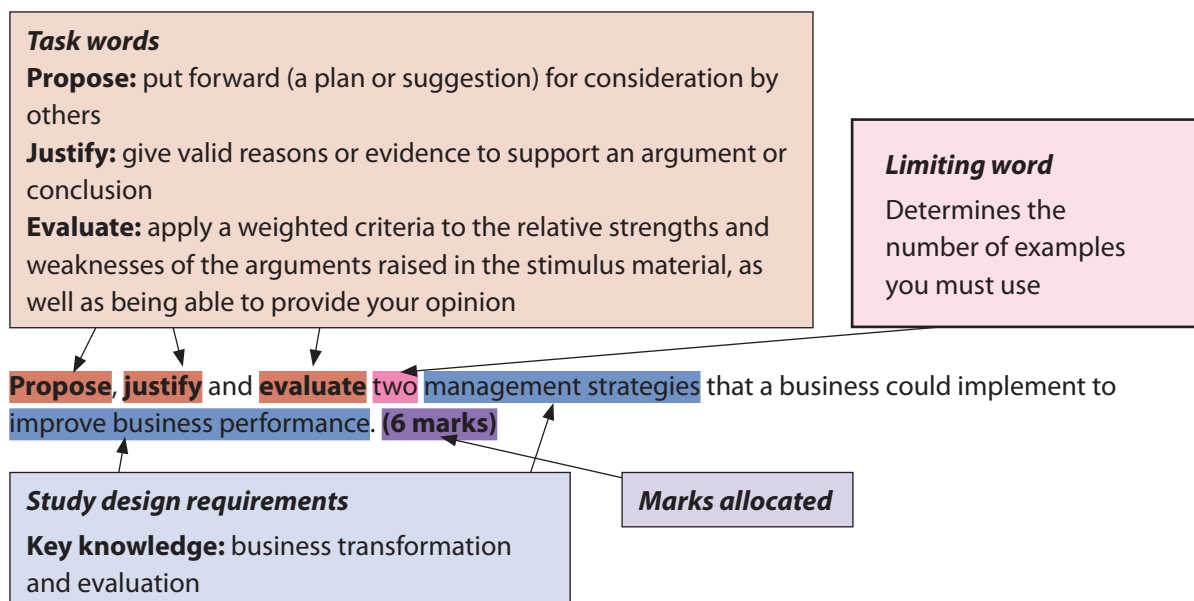 Task words
Propose: put forward (a plan or suggestion) for consideration by
others
Justify: give valid reasons or evidence to support an argument or
conclusion
Evaluate: apply a weighted criteria to the relative strengths and
weaknesses of the arguments raised in the stimulus material, as
well as being able to provide your opinion
Limiting word
Determines the
number of examples
you must use
Propose, justify and evaluate two management strategies that a business could implement to
improve business performance. (6 marks)
Study design requirements
Key knowledge: business transformation
and evaluation
Marks allocated